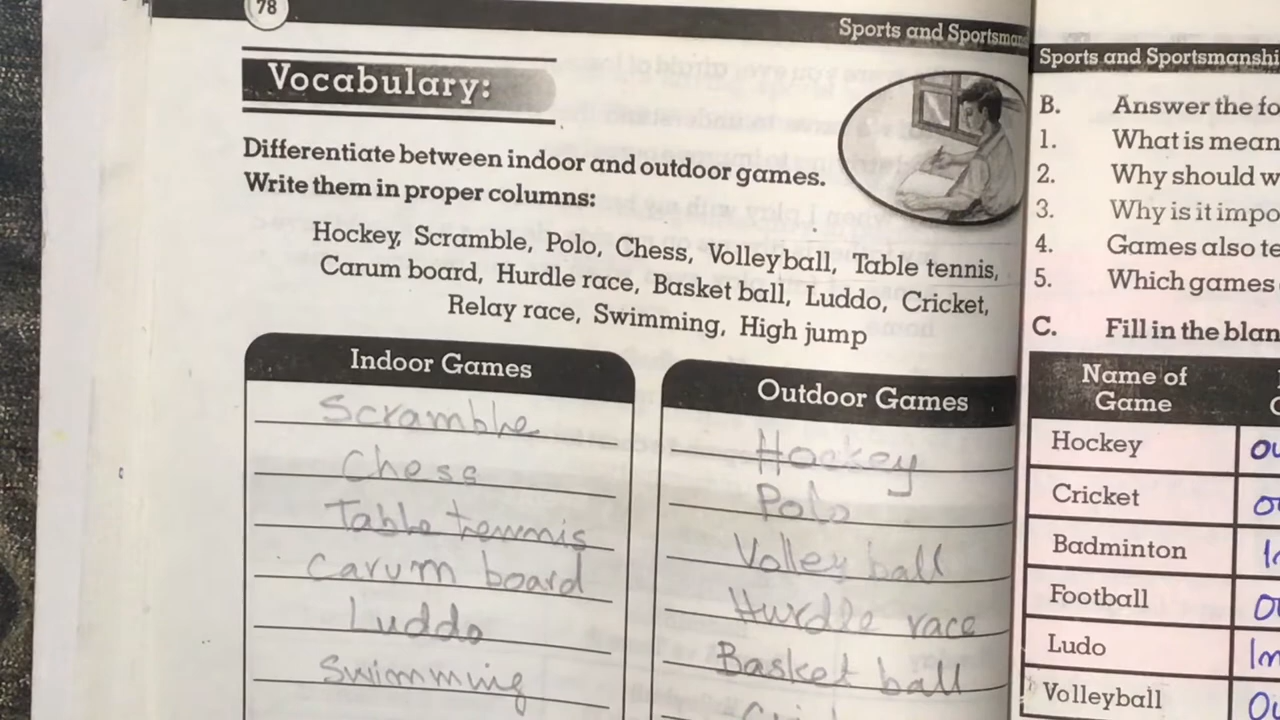 78
Sports and Sportsman
Vocabulary:
Differentiate between indoor and outdoor games.
Write them in proper columns:
Hockey, Scramble, Polo, Chess, Volleyball, Table tennis,
Carum board, Hurdle race, Basket ball, Luddo, Cricket,
Relay race, Swimming, High jump
Indoor Games
Scramble
Chess
Table tennis
Carum board
Luddo
Swimming
Outdoor Games
Hockey
Polo
Volley ball
Hurdle race
Basket ball
Sports and Sportsmanshi
B. Answer the fo
1. What is mean
2. Why should w
3. Why is it impo
4. Games also te
5. Which games
C. Fill in the blan
Name of
Game
Hockey ou
Cricket
Badminton
Football
Ludo
Volleyball